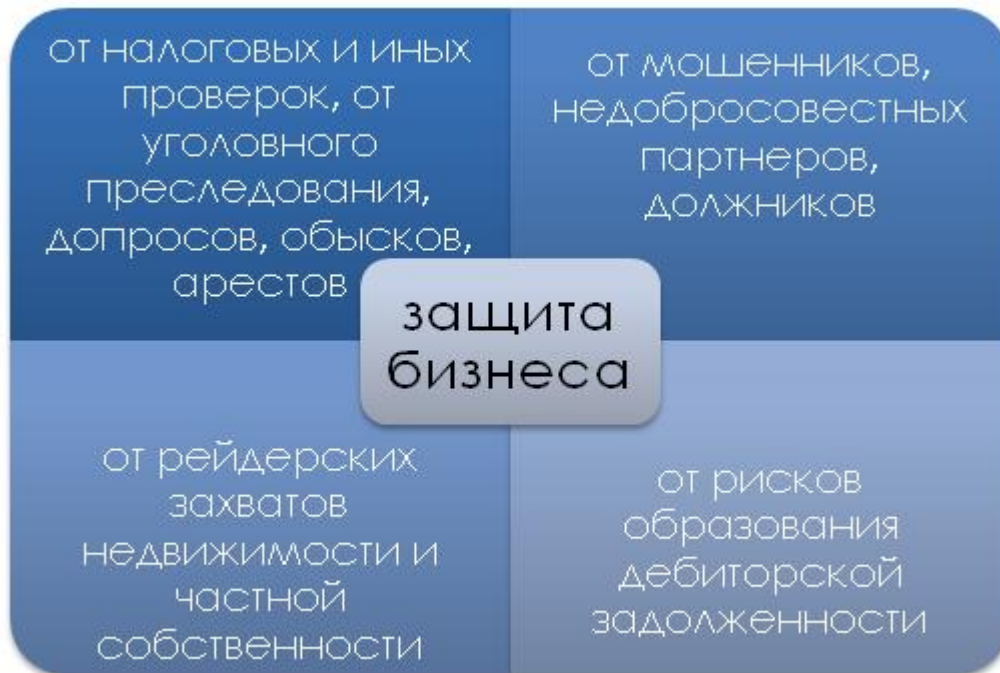 от налоговых и иных
проверок, от
уголовного
преследования,
допросов, обысков,
арестов
от мошенников,
недобросовестных
партнеров,
должников
защита
бизнеса
от рейдерских
захватов
недвижимости и
частной
собственности
от рисков
образования
дебиторской
задолженности